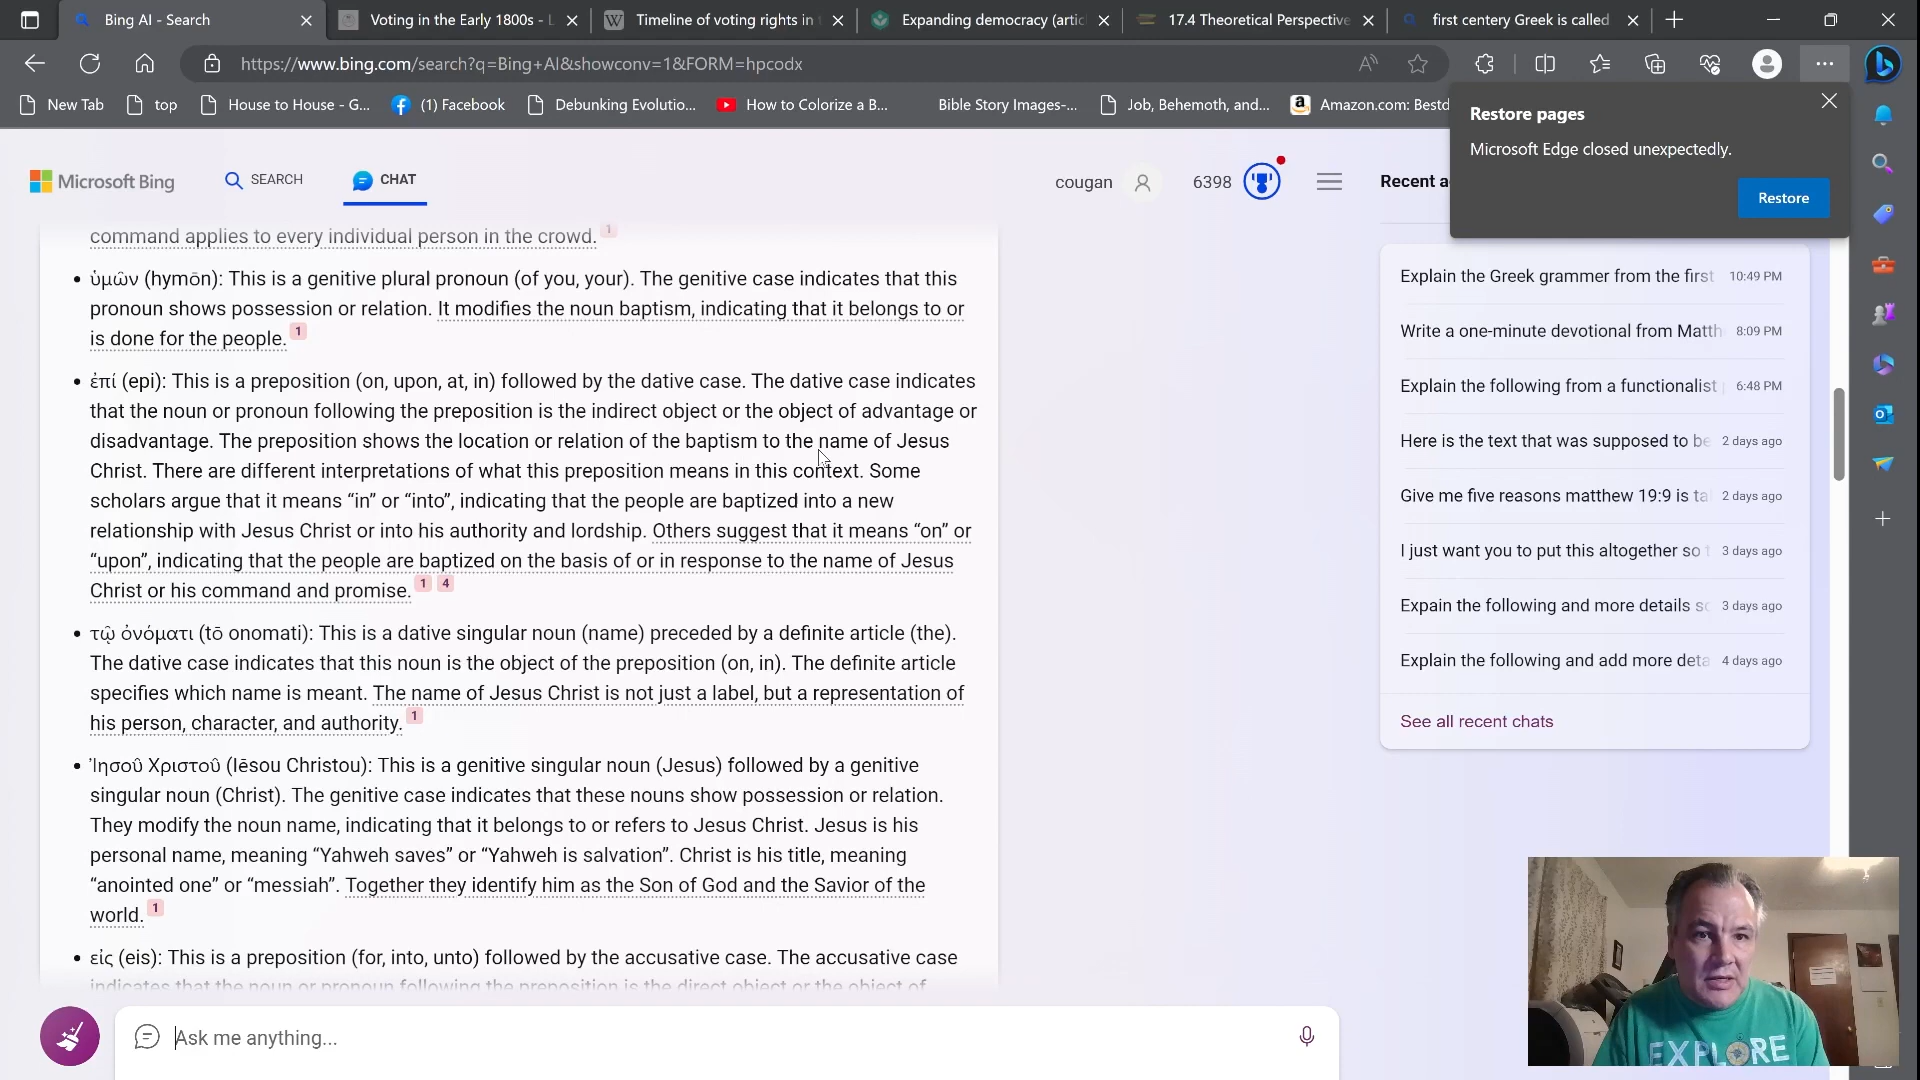 Bing AI - Search
Voting in the Early 1800s - L
Timeline of voting rights in
Expanding democracy (artic
17.4 Theoretical Perspective
first centery Greek is called
https://www.bing.com/search?q=Bing+AI&showconv=1&FORM=hpcodx
New Tab
top
House to House - G...
(1) Facebook
Debunking Evolutio...
How to Colorize a B...
Bible Story Images-...
Job, Behemoth, and...
Amazon.com: Bestd
Restore pages
Microsoft Edge closed unexpectedly.
Restore
Microsoft Bing
SEARCH
CHAT
cougan
6398
Recent a
command applies to every individual person in the crowd. 1
• ὑμῶν (hymōn): This is a genitive plural pronoun (of you, your). The genitive case indicates that this
pronoun shows possession or relation. It modifies the noun baptism, indicating that it belongs to or
is done for the people. 1
• ἐπί (epi): This is a preposition (on, upon, at, in) followed by the dative case. The dative case indicates
that the noun or pronoun following the preposition is the indirect object or the object of advantage or
disadvantage. The preposition shows the location or relation of the baptism to the name of Jesus
Christ. There are different interpretations of what this preposition means in this context. Some
scholars argue that it means “in” or “into”, indicating that the people are baptized into a new
relationship with Jesus Christ or into his authority and lordship. Others suggest that it means “on” or
“upon”, indicating that the people are baptized on the basis of or in response to the name of Jesus
Christ or his command and promise. 1 4
• τῷ ὀνόματι (tō onomati): This is a dative singular noun (name) preceded by a definite article (the).
The dative case indicates that this noun is the object of the preposition (on, in). The definite article
specifies which name is meant. The name of Jesus Christ is not just a label, but a representation of
his person, character, and authority. 1
• Ἰησοῦ Χριστοῦ (Iēsou Christou): This is a genitive singular noun (Jesus) followed by a genitive
singular noun (Christ). The genitive case indicates that these nouns show possession or relation.
They modify the noun name, indicating that it belongs to or refers to Jesus Christ. Jesus is his
personal name, meaning “Yahweh saves” or “Yahweh is salvation”. Christ is his title, meaning
“anointed one” or “messiah”. Together they identify him as the Son of God and the Savior of the
world. 1
• εἰς (eis): This is a preposition (for, into, unto) followed by the accusative case. The accusative case
indicates that the noun or pronoun following the preposition is the direct object or the object of
Explain the Greek grammer from the first 10:49 PM
Write a one-minute devotional from Matth 8:09 PM
Explain the following from a functionalist 6:48 PM
Here is the text that was supposed to be 2 days ago
Give me five reasons matthew 19:9 is ta 2 days ago
I just want you to put this altogether so 3 days ago
Expain the following and more details 3 days ago
Explain the following and add more deta 4 days ago
See all recent chats
Ask me anything...
EXPLORE